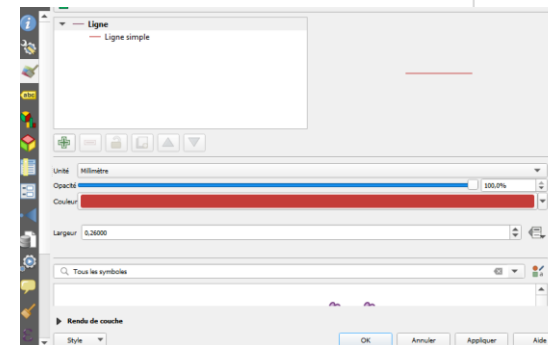 Ligne
Ligne simple
abc
Unité Millimètre
Opacité 100,0%
Couleur
Largeur 0,26000
Tous les symboles
Rendu de couche
Style OK Annuler Appliquer Aide